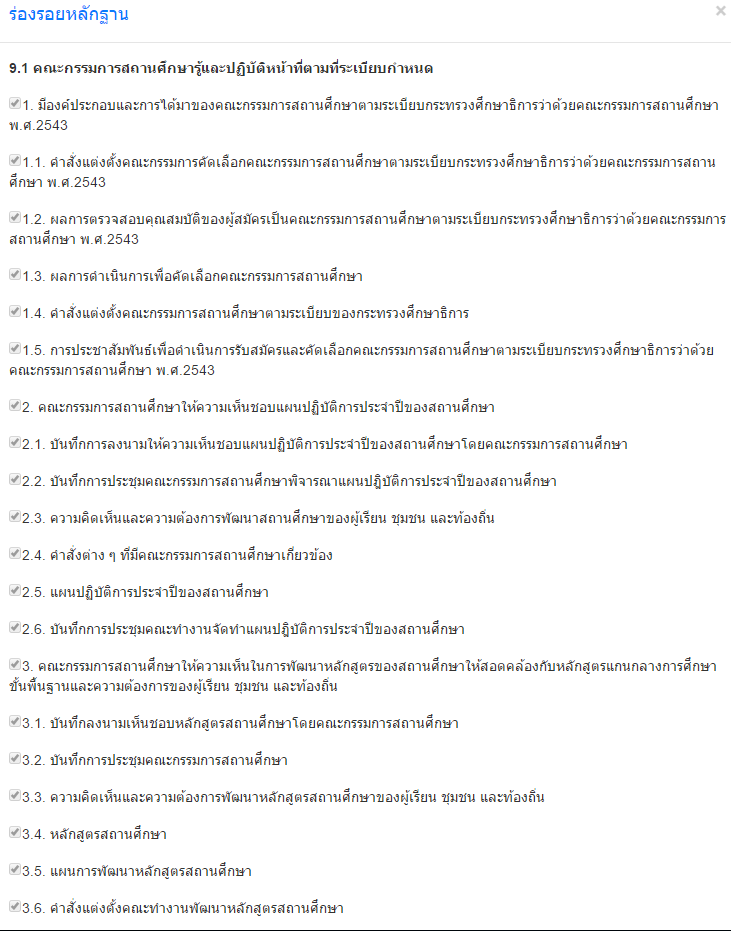 ร่องรอยหลักฐาน
×
9.1 คณะกรรมการสถานศึกษารู้และปฏิบัติหน้าที่ตามที่ระเบียบกำหนด
1. มีองค์ประกอบและการได้มาของคณะกรรมการสถานศึกษาตามระเบียบกระทรวงศึกษาธิการว่าด้วยคณะกรรมการสถานศึกษา
พ.ศ.2543
1.1. คำสั่งแต่งตั้งคณะกรรมการคัดเลือกคณะกรรมการสถานศึกษาตามระเบียบกระทรวงศึกษาธิการว่าด้วยคณะกรรมการสถาน
ศึกษา พ.ศ.2543
1.2. ผลการตรวจสอบคุณสมบัติของผู้สมัครเป็นคณะกรรมการสถานศึกษาตามระเบียบกระทรวงศึกษาธิการว่าด้วยคณะกรรมการ
สถานศึกษา พ.ศ.2543
1.3. ผลการดำเนินการเพื่อคัดเลือกคณะกรรมการสถานศึกษา
1.4. คำสั่งแต่งตั้งคณะกรรมการสถานศึกษาตามระเบียบของกระทรวงศึกษาธิการ
1.5. การประชาสัมพันธ์เพื่อดำเนินการรับสมัครและคัดเลือกคณะกรรมการสถานศึกษาตามระเบียบกระทรวงศึกษาธิการว่าด้วย
คณะกรรมการสถานศึกษา พ.ศ.2543
2. คณะกรรมการสถานศึกษาให้ความเห็นชอบแผนปฏิบัติการประจำปีของสถานศึกษา
2.1. บันทึกการลงนามให้ความเห็นชอบแผนปฏิบัติการประจำปีของสถานศึกษาโดยคณะกรรมการสถานศึกษา
2.2. บันทึกการประชุมคณะกรรมการสถานศึกษาพิจารณาแผนปฎิบัติการประจำปีของสถานศึกษา
2.3. ความคิดเห็นและความต้องการพัฒนาสถานศึกษาของผู้เรียน ชุมชน และท้องถิ่น
2.4. คำสั่งต่าง ๆ ที่มีคณะกรรมการสถานศึกษาเกี่ยวข้อง
2.5. แผนปฏิบัติการประจำปีของสถานศึกษา
2.6. บันทึกการประชุมคณะทำงานจัดทำแผนปฎิบัติการประจำปีของสถานศึกษา
3. คณะกรรมการสถานศึกษาให้ความเห็นในการพัฒนาหลักสูตรของสถานศึกษาให้สอดคล้องกับหลักสูตรแกนกลางการศึกษา
ขั้นพื้นฐานและความต้องการของผู้เรียน ชุมชน และท้องถิ่น
3.1. บันทึกลงนามเห็นชอบหลักสูตรสถานศึกษาโดยคณะกรรมการสถานศึกษา
3.2. บันทึกการประชุมคณะกรรมการสถานศึกษา
3.3. ความคิดเห็นและความต้องการพัฒนาหลักสูตรสถานศึกษาของผู้เรียน ชุมชน และท้องถิ่น
3.4. หลักสูตรสถานศึกษา
3.5. แผนการพัฒนาหลักสูตรสถานศึกษา
3.6. คำสั่งแต่งตั้งคณะทำงานพัฒนาหลักสูตรสถานศึกษา